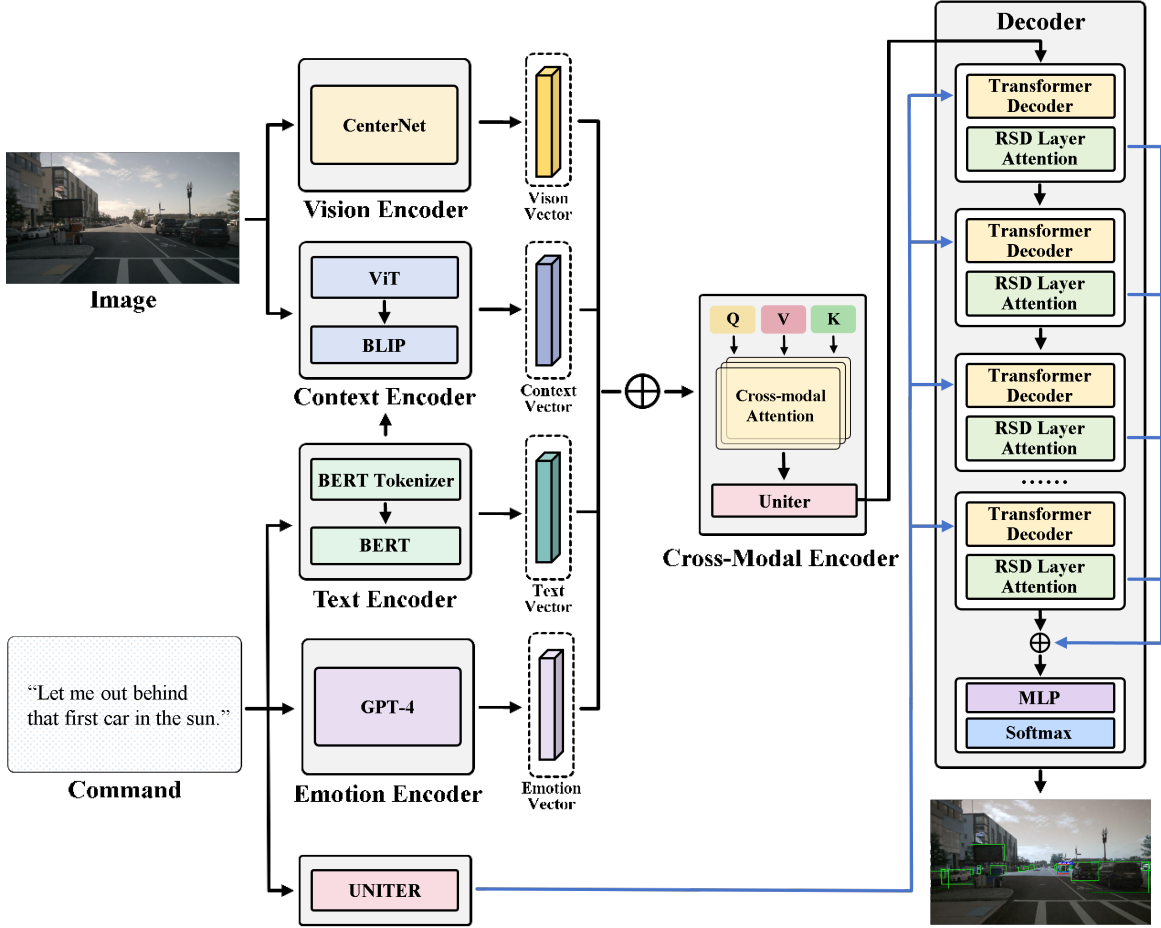 Image
“Let me out behind
that first car in the sun.”
Command
CenterNet
Vision Encoder
ViT
BLIP
Context Encoder
BERT Tokenizer
BERT
Text Encoder
GPT-4
Emotion Encoder
UNITER
Vison
Vector
Context
Vector
Text
Vector
Emotion
Vector
Q
V
K
Cross-modal
Attention
Uniter
Cross-Modal Encoder
Decoder
Transformer
Decoder
RSD Layer
Attention
Transformer
Decoder
RSD Layer
Attention
Transformer
Decoder
RSD Layer
Attention
......
Transformer
Decoder
RSD Layer
Attention
MLP
Softmax